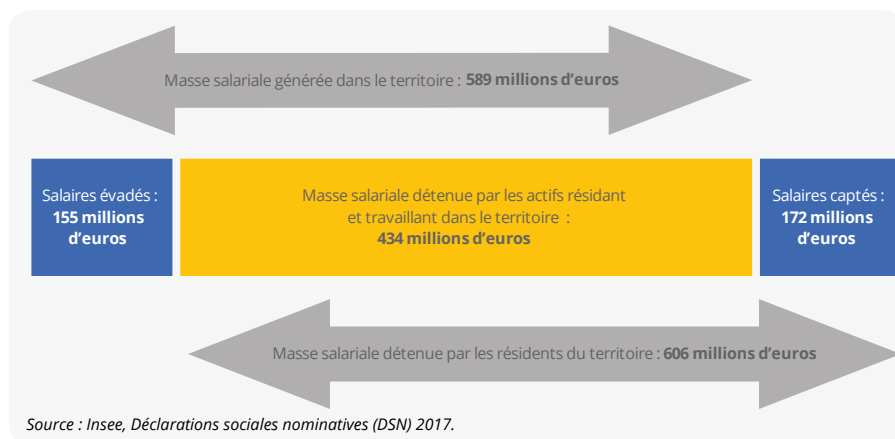 Masse salariale générée dans le territoire : 589 millions d’euros
Salaires évadés :
155 millions
d’euros
Masse salariale détenue par les actifs résidant
et travaillant dans le territoire :
434 millions d’euros
Salaires captés :
172 millions
d’euros
Masse salariale détenue par les résidents du territoire : 606 millions d’euros
Source : Insee, Déclarations sociales nominatives (DSN) 2017.